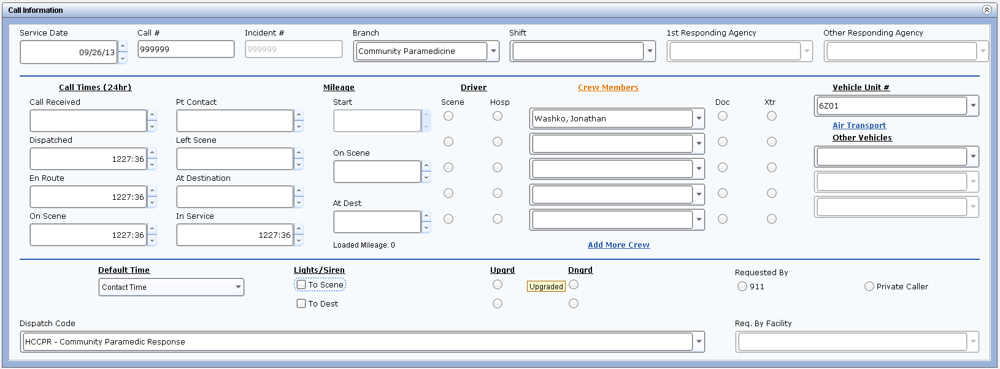 Call Information
Service Date Call # Incident # Branch Shift 1st Responding Agency Other Responding Agency
09/26/13 999999 999999 Community Paramedicine
Call Times (24hr) Mileage Driver Crew Members Vehicle Unit #
Call Received Pt Contact Start Scene Hosp Doc Xtr
Washko, Jonathan 6Z01
Air Transport
Dispatched Left Scene Other Vehicles
On Scene
1227:36
En Route At Destination
1227:36
At Dest
On Scene In Service
1227:36 1227:36
Loaded Mileage: 0 Add More Crew
Default Time Lights/Siren Upgrd Dngrd Requested By
Contact Time To Scene Upgraded 911 Private Caller
To Dest
Dispatch Code Req. By Facility
HCCPR - Community Paramedic Response